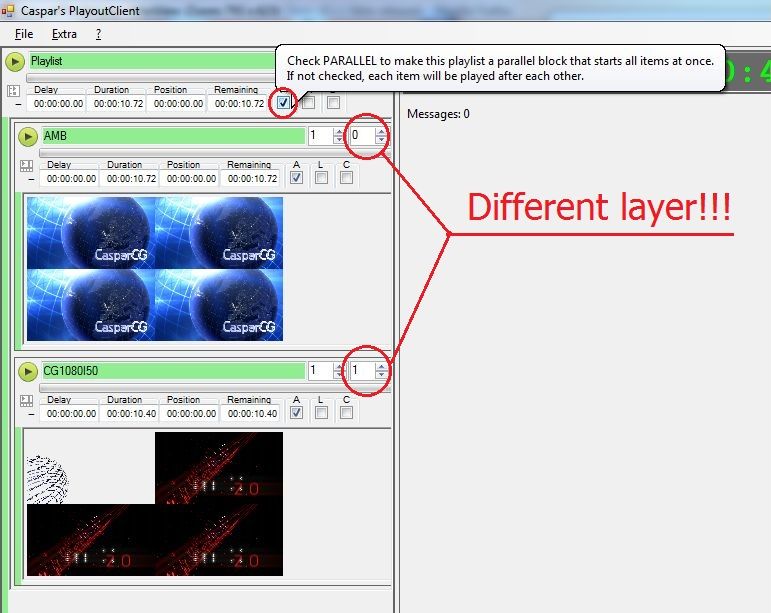 Caspar's PlayoutClient
File Extra ?
Playlist
Check PARALLEL to make this playlist a parallel block that starts all items at once.
If not checked, each item will be played after each other.
: 4
Delay Duration Position Remaining
00:00:00.00 00:00:10.72 00:00:00.00 00:00:10.72
Messages: 0
AMB 1 0
Delay Duration Position Remaining A L C
00:00:00.00 00:00:10.72 00:00:00.00 00:00:10.72
Different layer!!!
CasparCG CasparCG
CasparCG CasparCG
CG1080I50 1 1
Delay Duration Position Remaining A L C
00:00:00.00 00:00:10.40 00:00:00.00 00:00:10.40
2.0
2.0 2.0